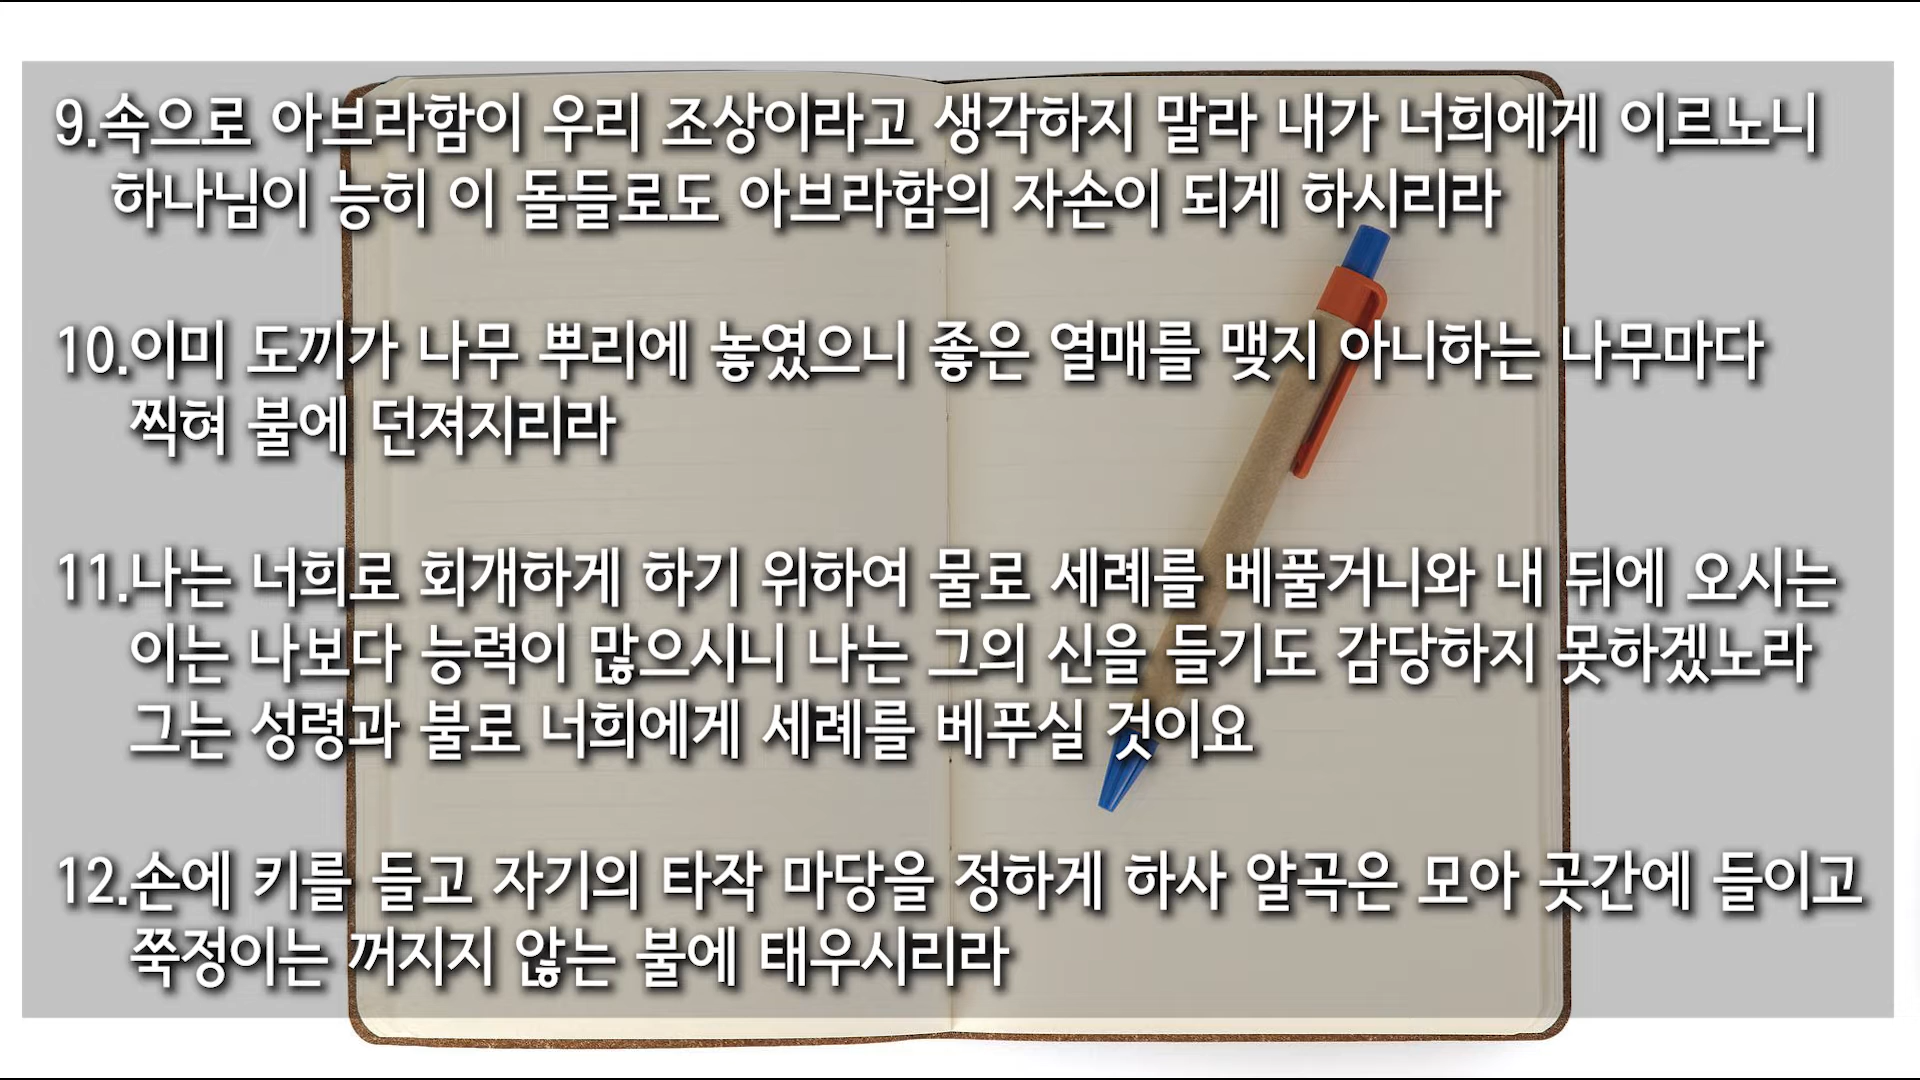 9.속으로 아브라함이 우리 조상이라고 생각하지 말라 내가 너희에게 이르노니
하나님이 능히 이 돌들로도 아브라함의 자손이 되게 하시리라
10.이미 도끼가 나무 뿌리에 놓였으니 좋은 열매를 맺지 아니하는 나무마다
찍혀 불에 던져지리라
11.나는 너희로 회개하게 하기 위하여 물로 세례를 베풀거니와 내 뒤에 오시는
이는 나보다 능력이 많으시니 나는 그의 신을 들기도 감당하지 못하겠노라
그는 성령과 불로 너희에게 세례를 베푸실 것이요
12.손에 키를 들고 자기의 타작 마당을 정하게 하사 알곡은 모아 곳간에 들이고
쭉정이는 꺼지지 않는 불에 태우시리라